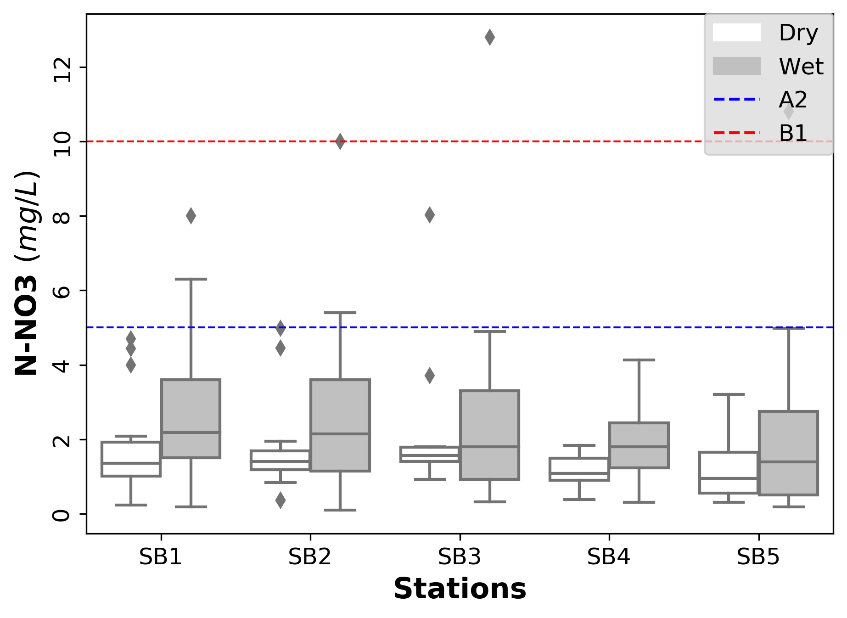 N-NO3 (mg/L)
12
10
8
6
4
2
0
Dry
Wet
A2
B1
SB1 SB2 SB3 SB4 SB5
Stations